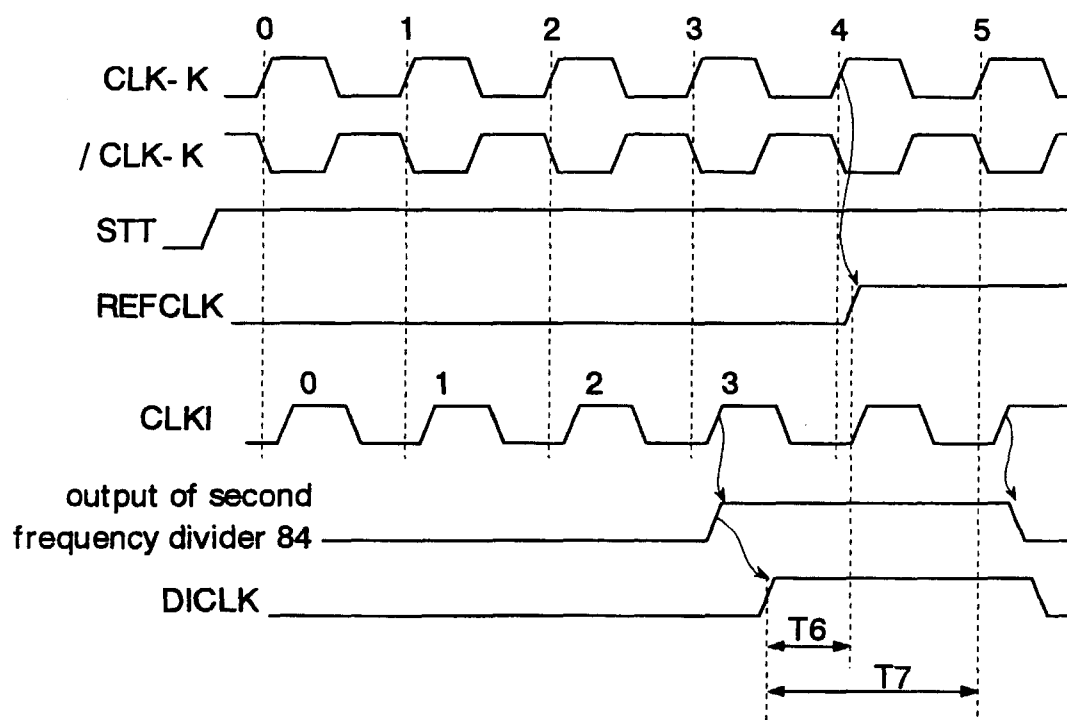 0 1 2 3 4 5
CLK-K
/ CLK-K
STT
REFCLK
0 1 2 3
CLKI
output of second
frequency divider 84
DICLK
T6
T7